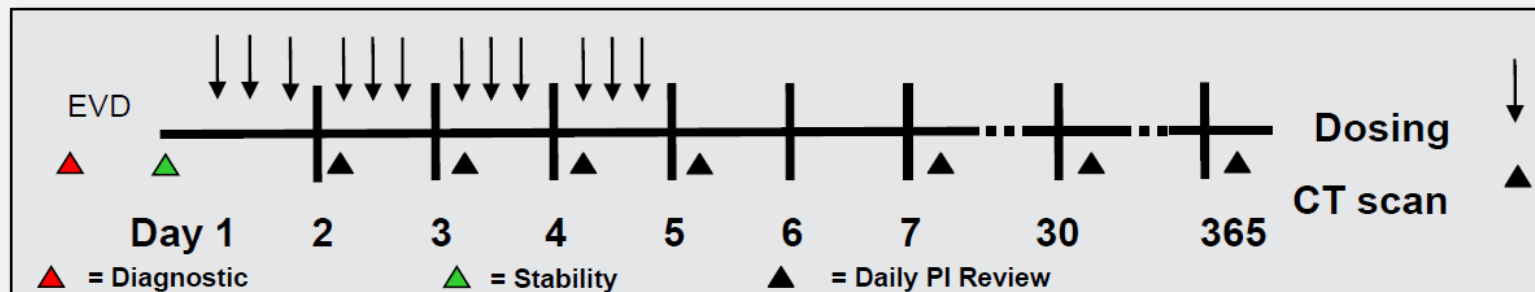 EVD
Dosing
CT scan
Day 1 2 3 4 5 6 7 30 365
= Diagnostic = Stability = Daily PI Review